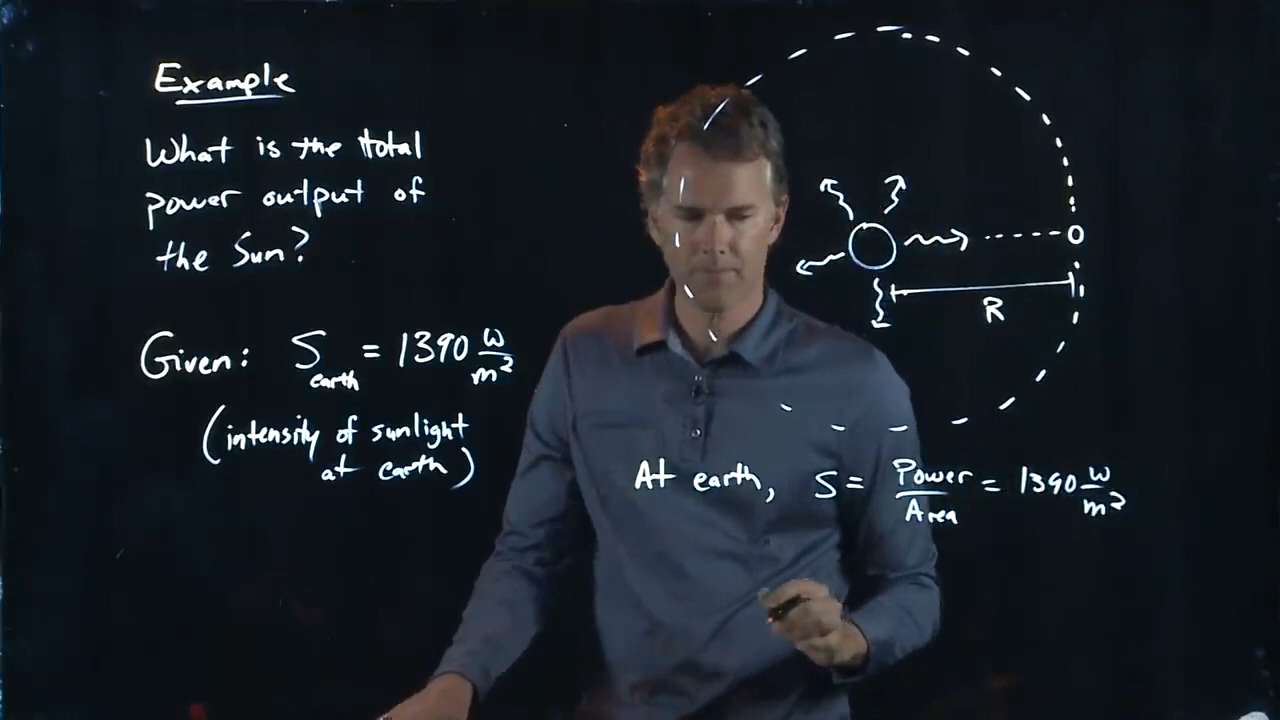 Example
What is the total
power output of
the Sun?
Given: S earth = 1390 W/m²
(intensity of sunlight
at earth)
R
At earth, S = Power/Area = 1390 W/m²